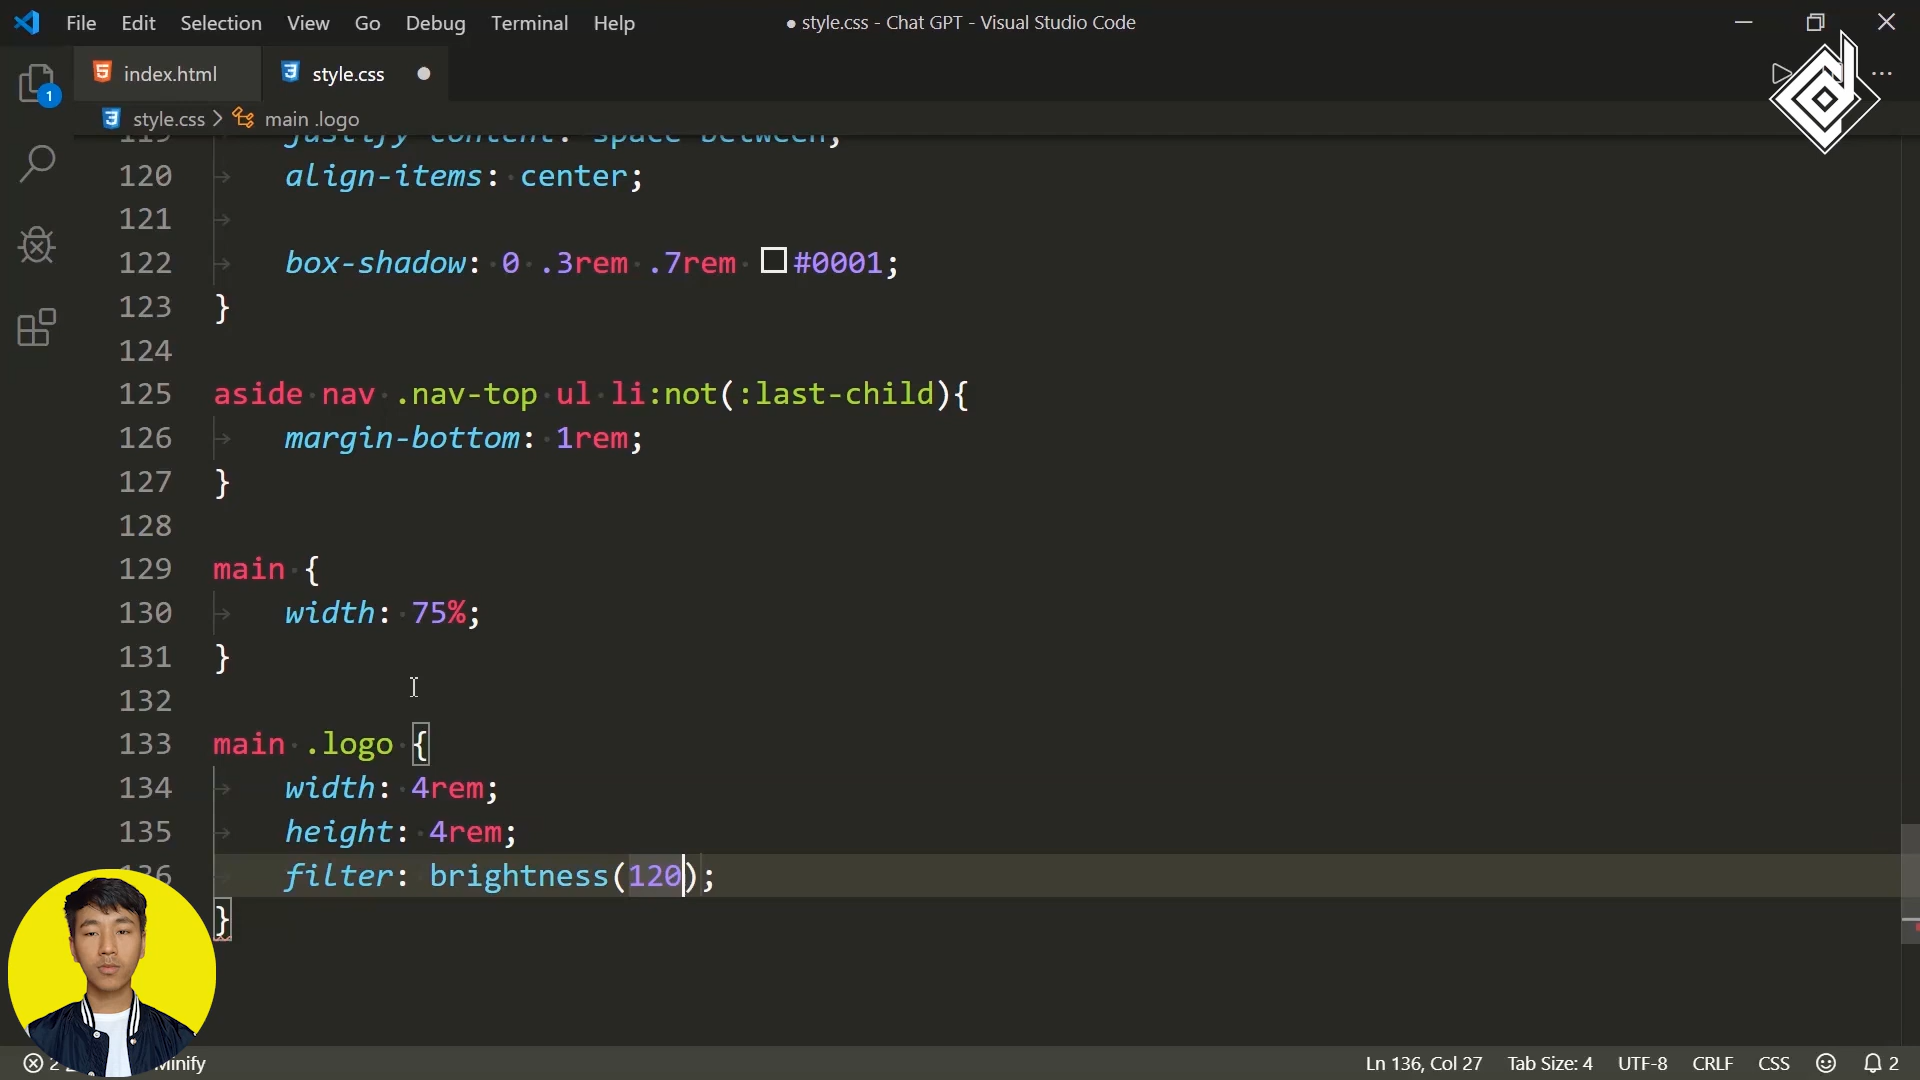 File Edit Selection View Go Debug Terminal Help ● style.css - Chat GPT - Visual Studio Code
index.html style.css
1
style.css > main .logo
119 justify-content: space-between;
120 align-items: center;
121
122 box-shadow: 0 .3rem .7rem #0001;
123 }
124
125 aside nav .nav-top ul li:not(:last-child){
126 margin-bottom: 1rem;
127 }
128
129 main {
130 width: 75%;
131 }
132
133 main .logo {
134 width: 4rem;
135 height: 4rem;
136 filter: brightness(120);
}
2 Minify Ln 136, Col 27 Tab Size: 4 UTF-8 CRLF CSS 2